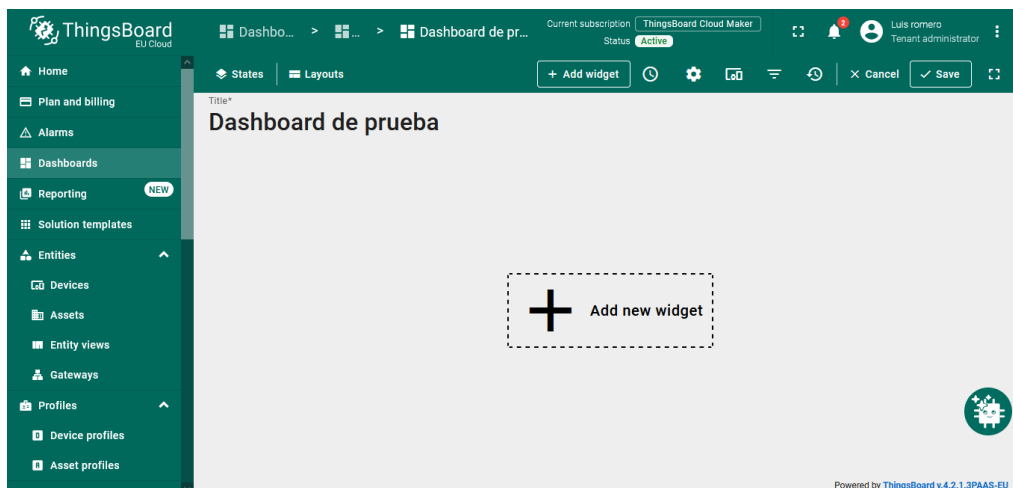 ThingsBoard
EU Cloud
Dashbo... > ... > Dashboard de pr...
Current subscription ThingsBoard Cloud Maker
Status Active
2
Luis romero
Tenant administrator
Home
Plan and billing
Alarms
Dashboards
Reporting NEW
Solution templates
Entities
Devices
Assets
Entity views
Gateways
Profiles
Device profiles
Asset profiles
States Layouts + Add widget Cancel Save
Title*
Dashboard de prueba
Add new widget
Powered by ThingsBoard v.4.2.1.3PAAS-EU